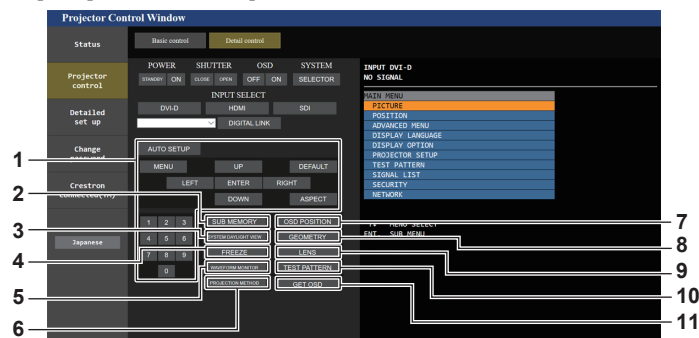 Projector Control Window
Status
Projector
control
Detailed
set up
Change
password
Crestron
Connected(TM)
Japanese
Basic control
Detail control
POWER
SHUTTER
OSD
SYSTEM
STANDBY
ON
CLOSE
OPEN
OFF
ON
SELECTOR
INPUT SELECT
DVI-D
HDMI
SDI
DIGITAL LINK
AUTO SETUP
MENU
UP
DEFAULT
LEFT
ENTER
RIGHT
DOWN
ASPECT
1
2
3
4
5
6
7
8
9
0
SUB MEMORY
SYSTEM DAYLIGHT VIEW
FREEZE
WAVEFORM MONITOR
PROJECTION METHOD
OSD POSITION
GEOMETRY
LENS
TEST PATTERN
GET OSD
INPUT DVI-D
NO SIGNAL
MAIN MENU
PICTURE
POSITION
ADVANCED MENU
DISPLAY LANGUAGE
DISPLAY OPTION
PROJECTOR SETUP
TEST PATTERN
SIGNAL LIST
SECURITY
NETWORK
MENU SELECT
ENT. SUB MENU
1
2
3
4
5
6
7
8
9
10
11